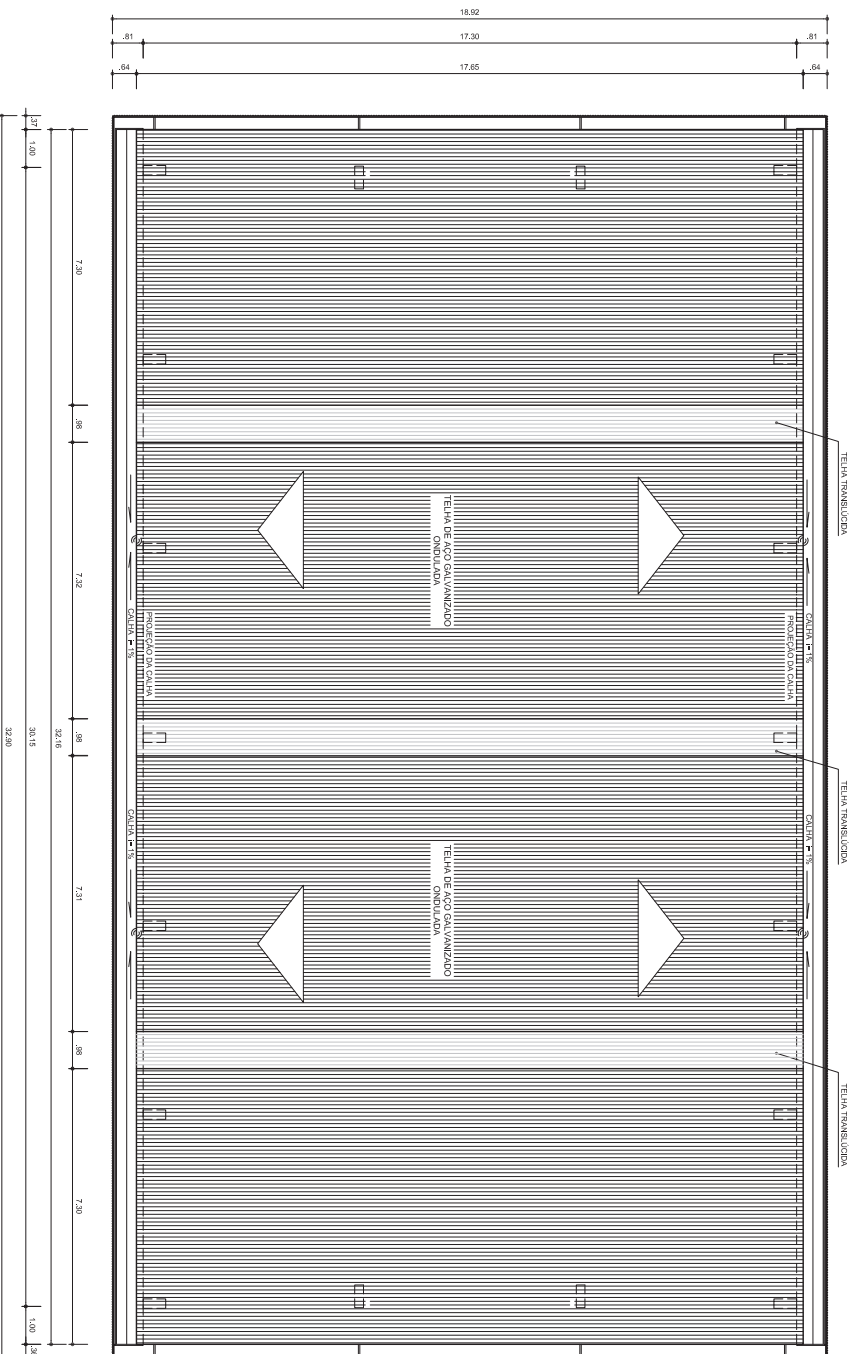 18.92
.81
17.30
.81
.64
17.65
.64
.37
1.00
7.30
.98
7.32
.98
7.31
.98
7.30
1.00
32.16
30.15
32.90
TELHA TRANSLÚCIDA
TELHA TRANSLÚCIDA
TELHA TRANSLÚCIDA
TELHA DE AÇO GALVANIZADO
ONDULADA
TELHA DE AÇO GALVANIZADO
ONDULADA
CALHA i= 1%
PROJEÇÃO DA CALHA
CALHA i= 1%
PROJEÇÃO DA CALHA
CALHA i= 1%
CALHA i= 1%